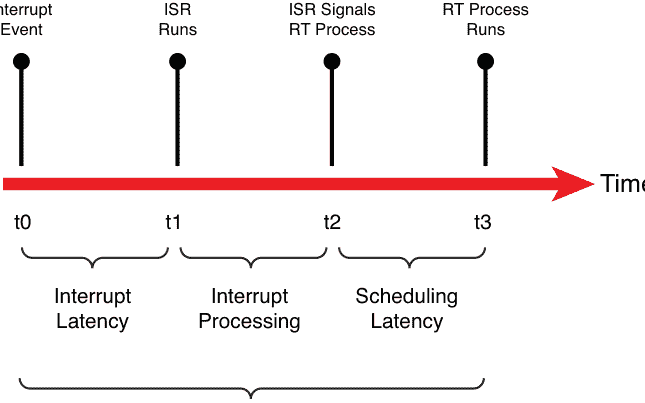 nterrupt
Event
ISR
Runs
ISR Signals
RT Process
RT Process
Runs
Time
t0
t1
t2
t3
Interrupt
Latency
Interrupt
Processing
Scheduling
Latency